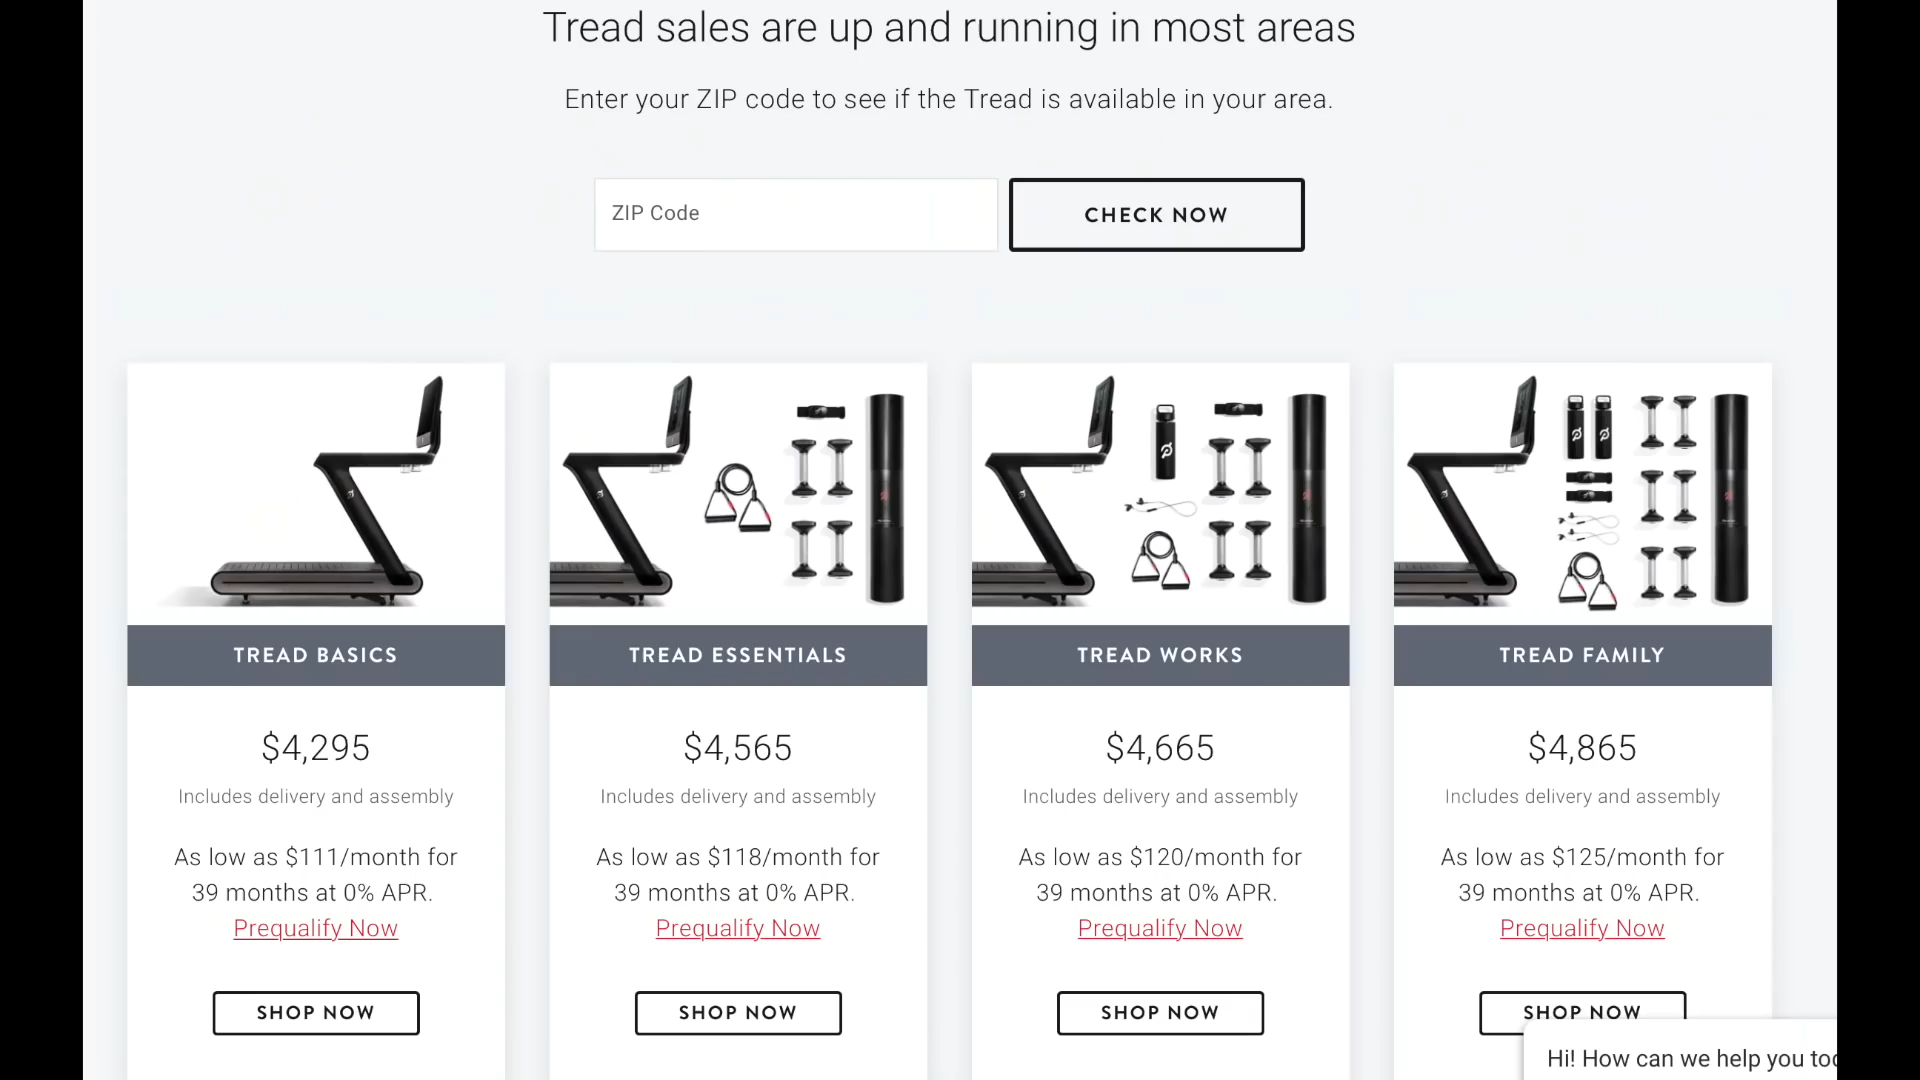 Tread sales are up and running in most areas
Enter your ZIP code to see if the Tread is available in your area.
ZIP Code
CHECK NOW
TREAD BASICS
$4,295
Includes delivery and assembly
As low as $111/month for
39 months at 0% APR.
Prequalify Now
SHOP NOW
TREAD ESSENTIALS
$4,565
Includes delivery and assembly
As low as $118/month for
39 months at 0% APR.
Prequalify Now
SHOP NOW
TREAD WORKS
$4,665
Includes delivery and assembly
As low as $120/month for
39 months at 0% APR.
Prequalify Now
SHOP NOW
TREAD FAMILY
$4,865
Includes delivery and assembly
As low as $125/month for
39 months at 0% APR.
Prequalify Now
SHOP NOW
Hi! How can we help you